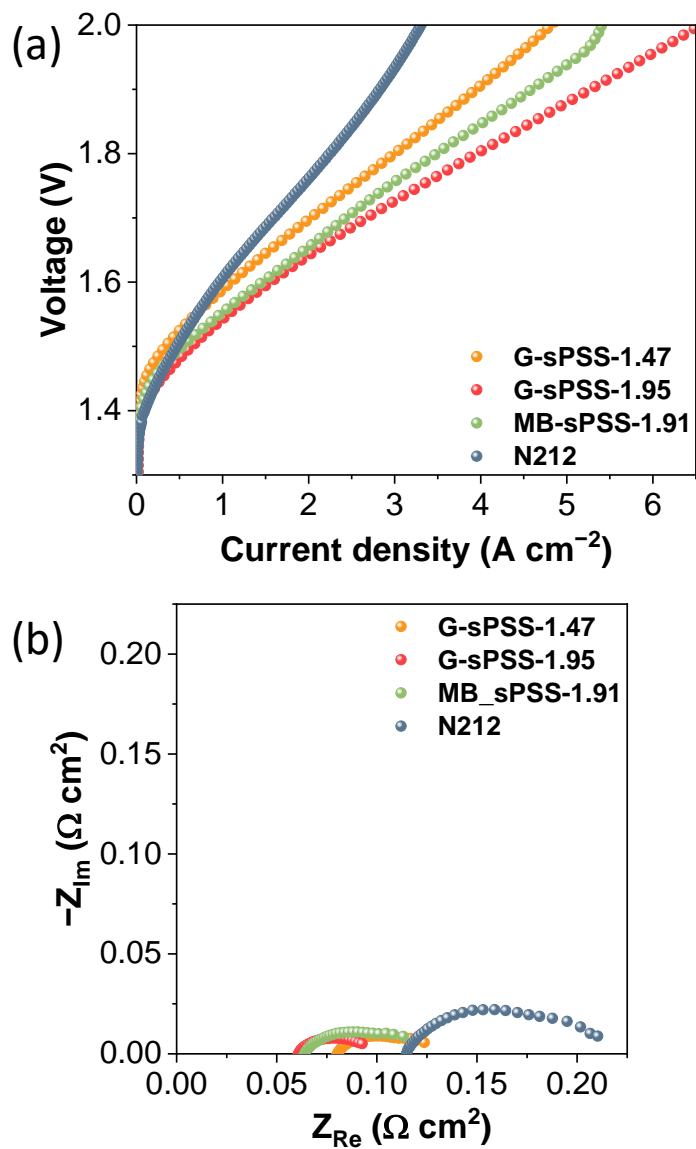 (a)
2.0
1.8
1.6
1.4
Voltage (V)
G-sPSS-1.47
G-sPSS-1.95
MB-sPSS-1.91
N212
0 1 2 3 4 5 6
Current density (A cm⁻²)
(b)
0.20
0.15
0.10
0.05
0.00
−Z_Im (Ω cm²)
G-sPSS-1.47
G-sPSS-1.95
MB_sPSS-1.91
N212
0.00 0.05 0.10 0.15 0.20
Z_Re (Ω cm²)